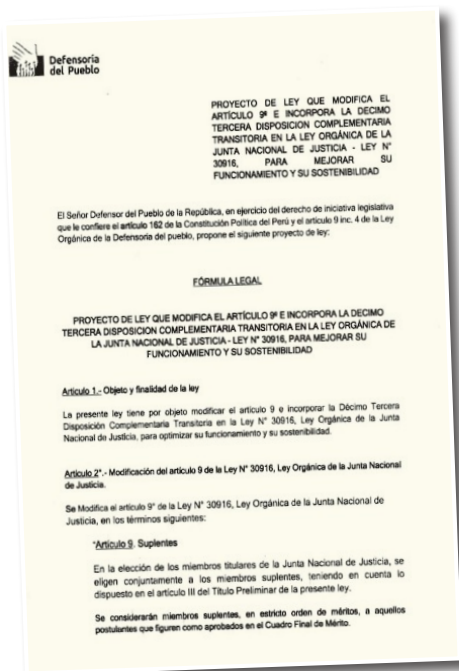 Defensoría
del Pueblo
PROYECTO DE LEY QUE MODIFICA EL
ARTÍCULO 9º E INCORPORA LA DECIMO
TERCERA DISPOSICION COMPLEMENTARIA
TRANSITORIA EN LA LEY ORGÁNICA DE LA
JUNTA NACIONAL DE JUSTICIA - LEY N°
30916, PARA MEJORAR SU
FUNCIONAMIENTO Y SU SOSTENIBILIDAD
El Señor Defensor del Pueblo de la República, en ejercicio del derecho de iniciativa legislativa
que le confiere el artículo 162 de la Constitución Política del Perú y el artículo 9 inc. 4 de la Ley
Orgánica de la Defensoría del pueblo, propone el siguiente proyecto de ley:
FÓRMULA LEGAL
PROYECTO DE LEY QUE MODIFICA EL ARTÍCULO 9º E INCORPORA LA DECIMO
TERCERA DISPOSICION COMPLEMENTARIA TRANSITORIA EN LA LEY ORGÁNICA DE
LA JUNTA NACIONAL DE JUSTICIA - LEY N° 30916, PARA MEJORAR SU
FUNCIONAMIENTO Y SU SOSTENIBILIDAD
Artículo 1.- Objeto y finalidad de la ley
La presente ley tiene por objeto modificar el artículo 9 e incorporar la Décimo Tercera
Disposición Complementaria Transitoria en la Ley N° 30916, Ley Orgánica de la Junta
Nacional de Justicia, para optimizar su funcionamiento y su sostenibilidad.
Artículo 2°.- Modificación del artículo 9 de la Ley N° 30916, Ley Orgánica de la Junta Nacional
de Justicia.
Se Modifica el artículo 9° de la Ley N° 30916, Ley Orgánica de la Junta Nacional de
Justicia, en los términos siguientes:
"Artículo 9. Suplentes
En la elección de los miembros titulares de la Junta Nacional de Justicia, se
eligen conjuntamente a los miembros suplentes, teniendo en cuenta lo
dispuesto en el artículo III del Título Preliminar de la presente ley.
Se considerarán miembros suplentes, en estricto orden de méritos, a aquellos
postulantes que figuren como aprobados en el Cuadro Final de Mérito.